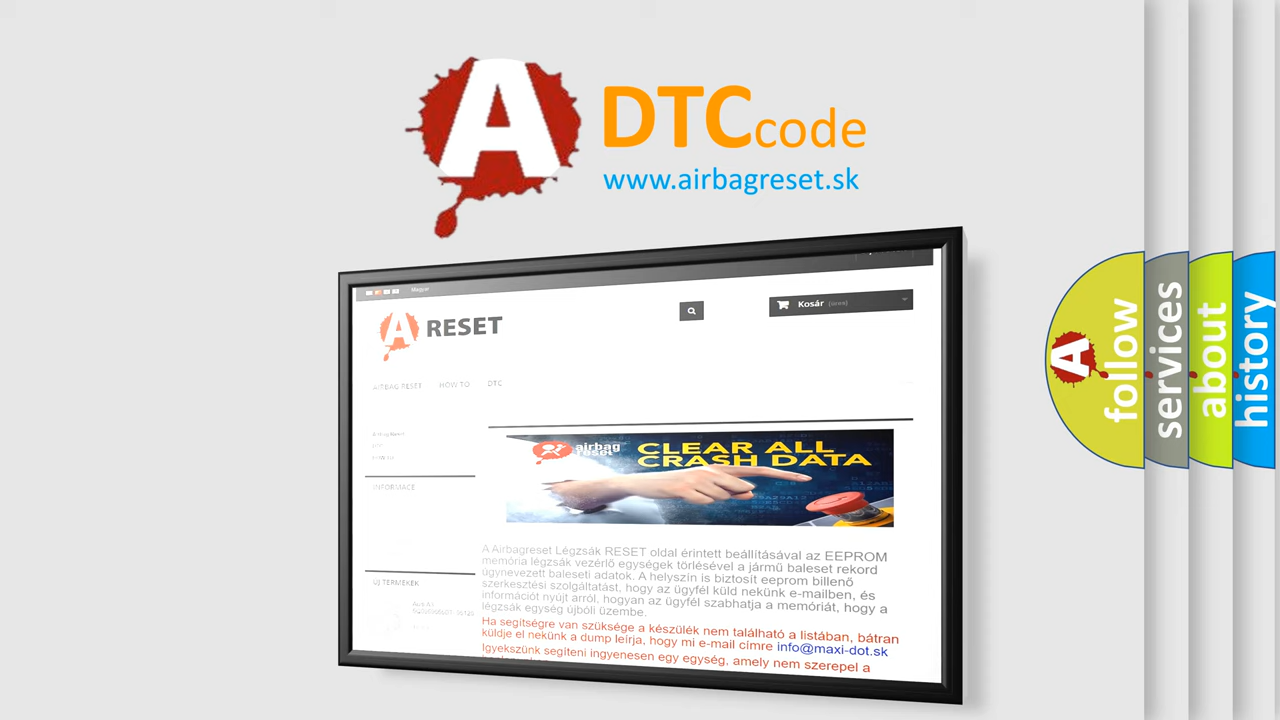 A
DTCcode
www.airbagreset.sk
Magyar
A RESET
Kosár (üres)
AIRBAG RESET HOW TO DTC
INFORMACE
ÚJ TERMÉKEK
airbag
reset
CLEAR ALL
CRASH DATA
A Airbagreset Légzsák RESET oldal érintett beállításával az EEPROM
memória légzsák vezérlő egységek törlésével a jármű baleset rekord
úgynevezett baleseti adatok. A helyszín is biztosít eeprom billenő
szerkesztési szolgáltatást, hogy az ügyfél küld nekünk e-mailben, és
információt nyújt arról, hogyan az ügyfél szabhatja a memóriát, hogy a
légzsák egység újbóli üzembe.
Ha segítségre van szüksége a készülék nem található a listában, bátran
küldje el nekünk a dump leírja, hogy mi e-mail címre info@maxi-dot.sk
Igyekszünk segíteni ingyenesen egy egység, amely nem szerepel a
A
follow
services
about
history